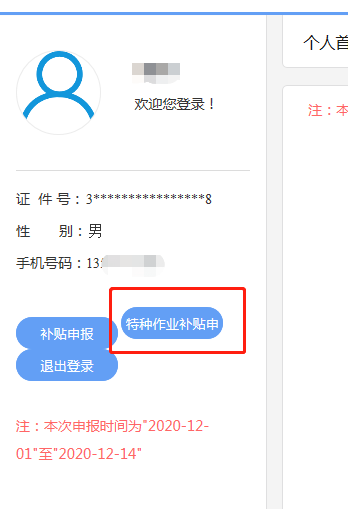 个人首
欢迎您登录！
注：本
证 件 号：3****************8
性 别：男
手机号码：13
特种作业补贴申
补贴申报
退出登录
注：本次申报时间为"2020-12-
01"至"2020-12-14"